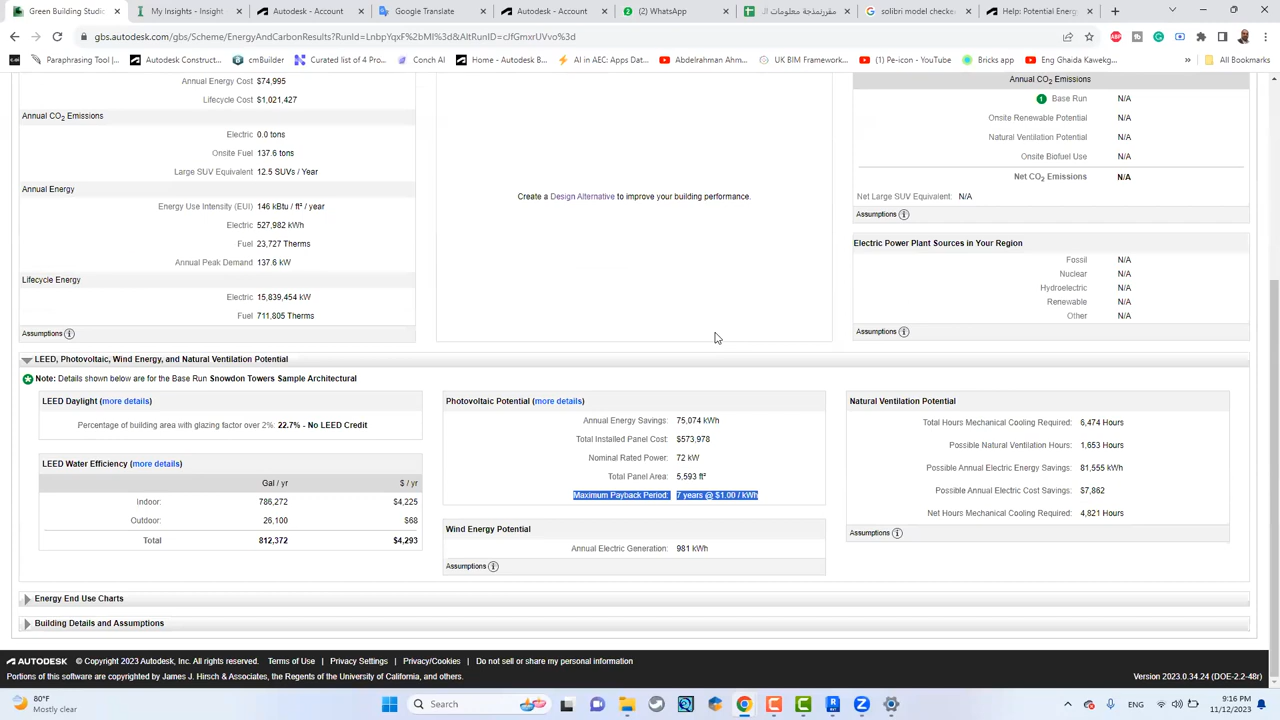 Green Building Studio
My Insights - Insight
Autodesk - Account
Google Translate
Autodesk - Account
(2) WhatsApp
مقررنمذجة معلومات الـ
solibri model checke
Help: Potential Energ
gbs.autodesk.com/gbs/Scheme/EnergyAndCarbonResults?RunId=LnbpYqxF%2bMI%3d&AltRunID=cJfGmxrUVvo%3d
Paraphrasing Tool |...
Autodesk Construct...
cmBuilder
Curated list of 4 Pro...
Conch AI
Home - Autodesk B...
AI in AEC: Apps Dat...
Abdelrahman Ahm...
UK BIM Framework...
(1) Pe-icon - YouTube
Bricks app
Eng Ghaida Kawekg...
»
All Bookmarks
Annual Energy Cost $74,995
Lifecycle Cost $1,021,427
Annual CO2 Emissions
Electric 0.0 tons
Onsite Fuel 137.6 tons
Large SUV Equivalent 12.5 SUVs / Year
Annual Energy
Energy Use Intensity (EUI) 146 kBtu / ft² / year
Electric 527,982 kWh
Fuel 23,727 Therms
Annual Peak Demand 137.6 kW
Lifecycle Energy
Electric 15,839,454 kW
Fuel 711,805 Therms
Assumptions
Create a Design Alternative to improve your building performance.
Annual CO2 Emissions
1 Base Run N/A
Onsite Renewable Potential N/A
Natural Ventilation Potential N/A
Onsite Biofuel Use N/A
Net CO2 Emissions N/A
Net Large SUV Equivalent: N/A
Assumptions
Electric Power Plant Sources in Your Region
Fossil N/A
Nuclear N/A
Hydroelectric N/A
Renewable N/A
Other N/A
Assumptions
LEED, Photovoltaic, Wind Energy, and Natural Ventilation Potential
Note: Details shown below are for the Base Run Snowdon Towers Sample Architectural
LEED Daylight (more details)
Percentage of building area with glazing factor over 2%: 22.7% - No LEED Credit
LEED Water Efficiency (more details)
Gal / yr $ / yr
Indoor: 786,272 $4,225
Outdoor: 26,100 $68
Total 812,372 $4,293
Photovoltaic Potential (more details)
Annual Energy Savings: 75,074 kWh
Total Installed Panel Cost: $573,978
Nominal Rated Power: 72 kW
Total Panel Area: 5,593 ft²
Maximum Payback Period: 7 years @ $1.00 / kWh
Wind Energy Potential
Annual Electric Generation: 981 kWh
Assumptions
Natural Ventilation Potential
Total Hours Mechanical Cooling Required: 6,474 Hours
Possible Natural Ventilation Hours: 1,653 Hours
Possible Annual Electric Energy Savings: 81,555 kWh
Possible Annual Electric Cost Savings: $7,862
Net Hours Mechanical Cooling Required: 4,821 Hours
Assumptions
Energy End Use Charts
Building Details and Assumptions
AUTODESK © Copyright 2023 Autodesk, Inc. All rights reserved. Terms of Use | Privacy Settings | Privacy/Cookies | Do not sell or share my personal information
Portions of this software are copyrighted by James J. Hirsch & Associates, the Regents of the University of California, and others. Version 2023.0.34.24 (DOE-2.2-48r)
80°F
Mostly clear
Search
ENG
9:16 PM
11/12/2023